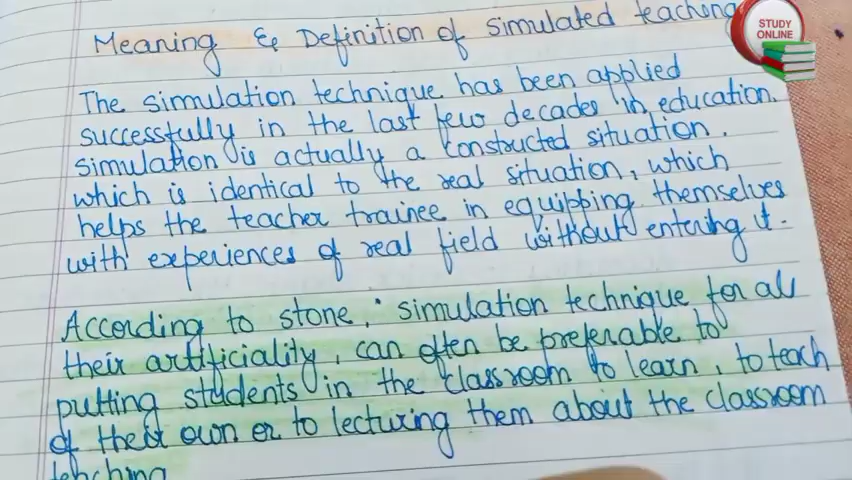 Meaning & Definition of simulated teaching
STUDY
ONLINE
The simulation technique has been applied
successfully in the last few decades in education.
simulation is actually a constructed situation.
which is identical to the real situation, which
helps the teacher trainee in equipping themselves
with experiences of real field without entering it.
According to stone, simulation technique for all
their artificiality, can often be preferable to
putting students in the classroom to learn, to teach
of their own or to lecturing them about the classroom
tehching